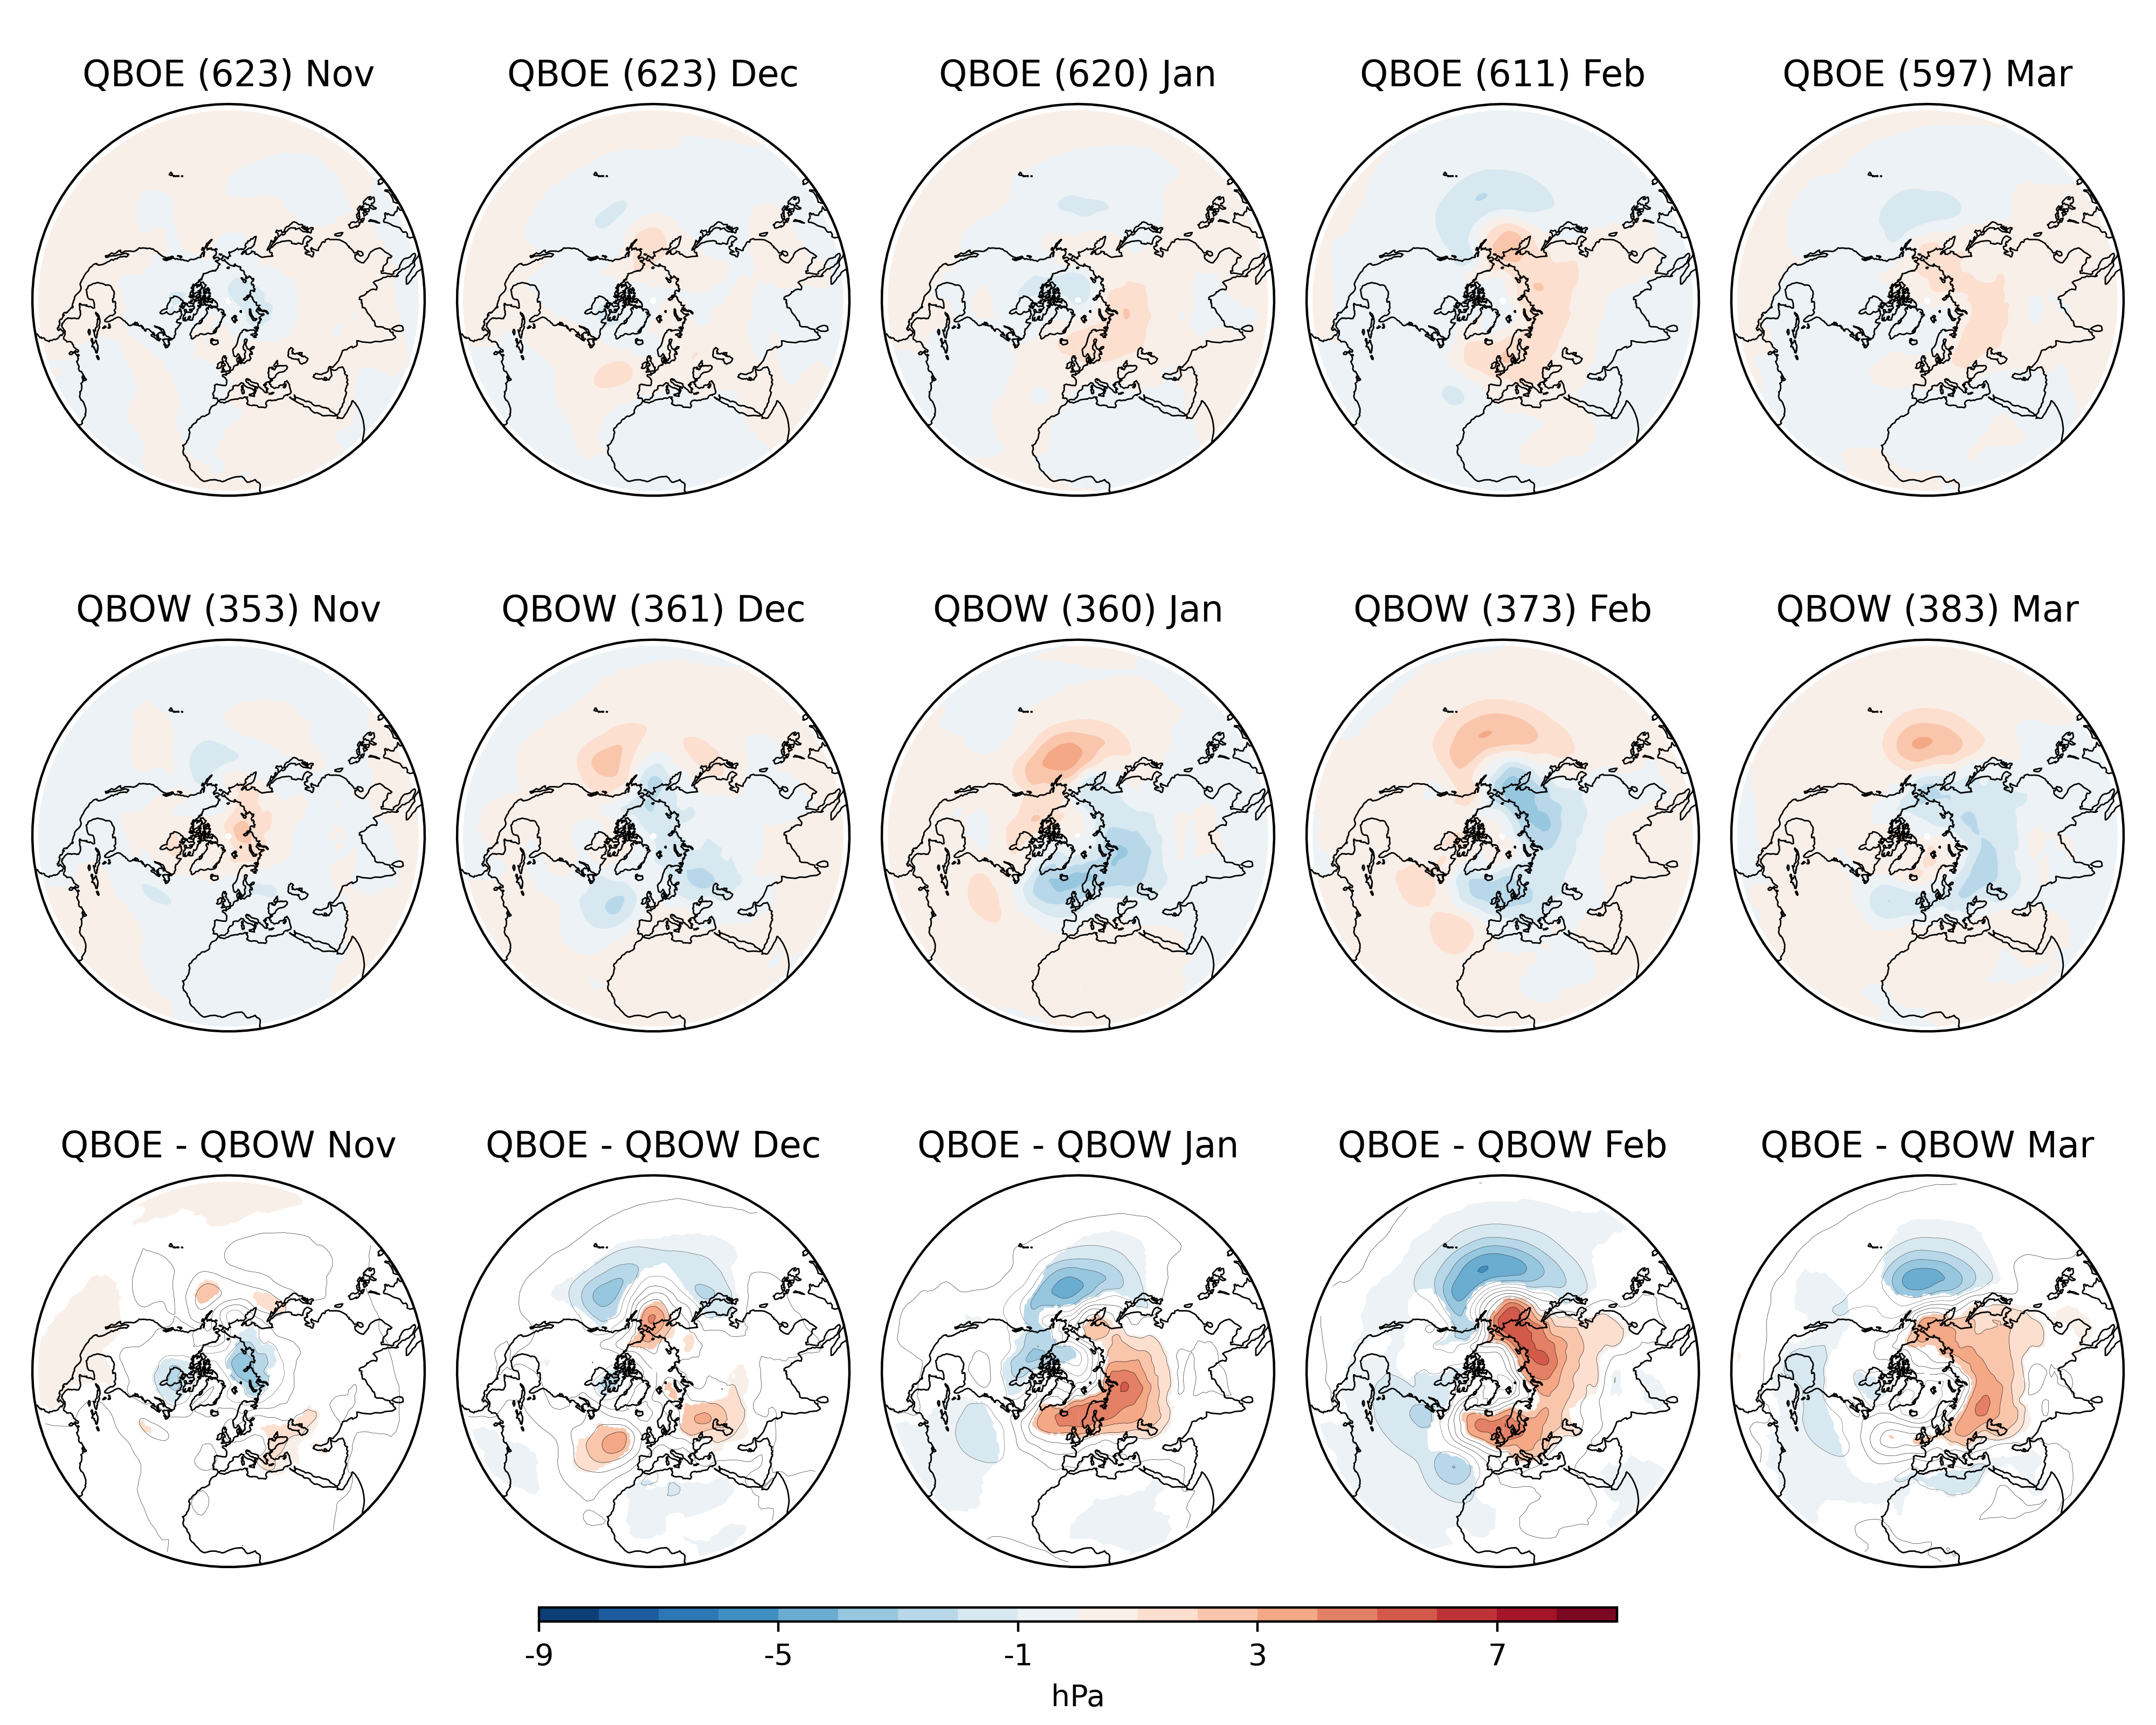 QBOE (623) Nov
QBOE (623) Dec
QBOE (620) Jan
QBOE (611) Feb
QBOE (597) Mar
QBOW (353) Nov
QBOW (361) Dec
QBOW (360) Jan
QBOW (373) Feb
QBOW (383) Mar
QBOE - QBOW Nov
QBOE - QBOW Dec
QBOE - QBOW Jan
QBOE - QBOW Feb
QBOE - QBOW Mar
-9 -5 -1 3 7
hPa